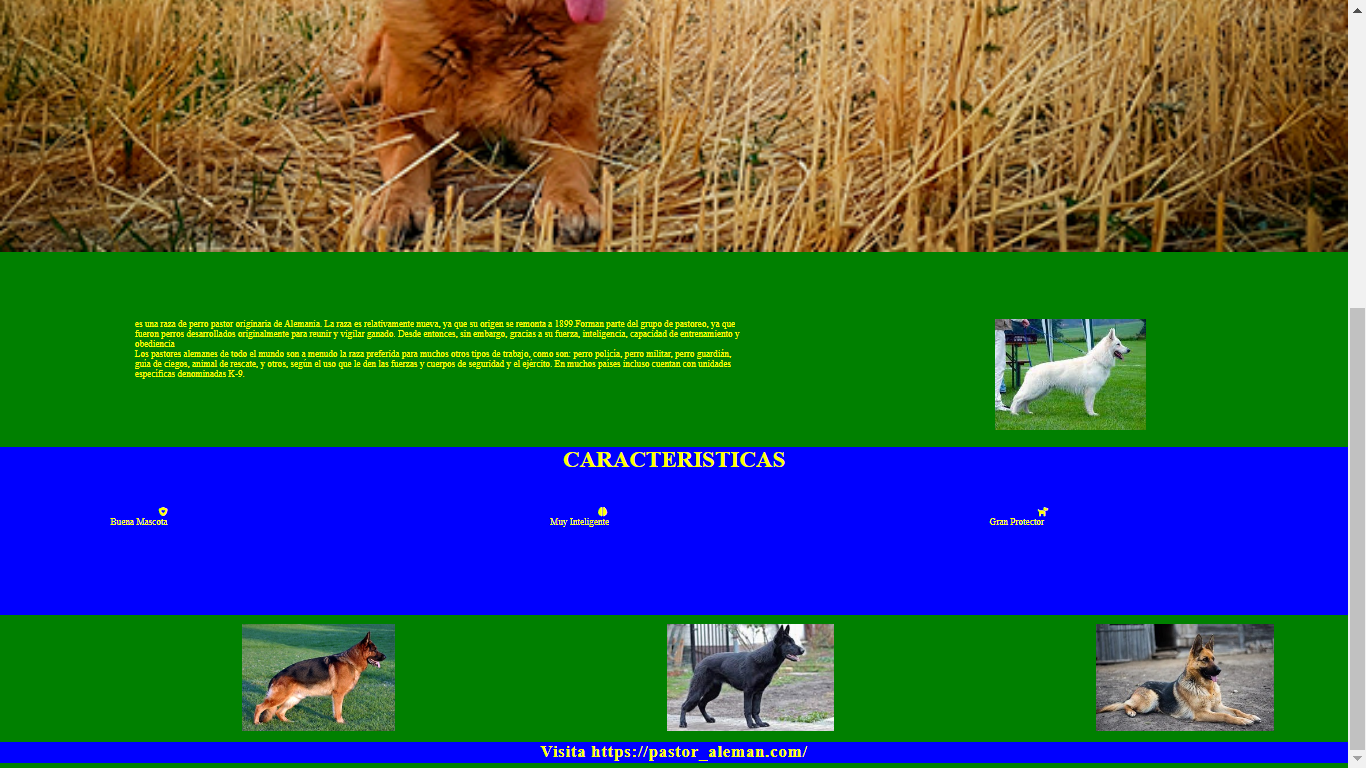 es una raza de perro pastor originaria de Alemania. La raza es relativamente nueva, ya que su origen se remonta a 1899.Forman parte del grupo de pastoreo, ya que
fueron perros desarrollados originalmente para reunir y vigilar ganado. Desde entonces, sin embargo, gracias a su fuerza, inteligencia, capacidad de entrenamiento y
obediencia
Los pastores alemanes de todo el mundo son a menudo la raza preferida para muchos otros tipos de trabajo, como son: perro policía, perro militar, perro guardián,
guía de ciegos, animal de rescate, y otros, según el uso que le den las fuerzas y cuerpos de seguridad y el ejército. En muchos países incluso cuentan con unidades
específicas denominadas K-9.
CARACTERISTICAS
Buena Mascota
Muy Inteligente
Gran Protector
Visita https://pastor_aleman.com/